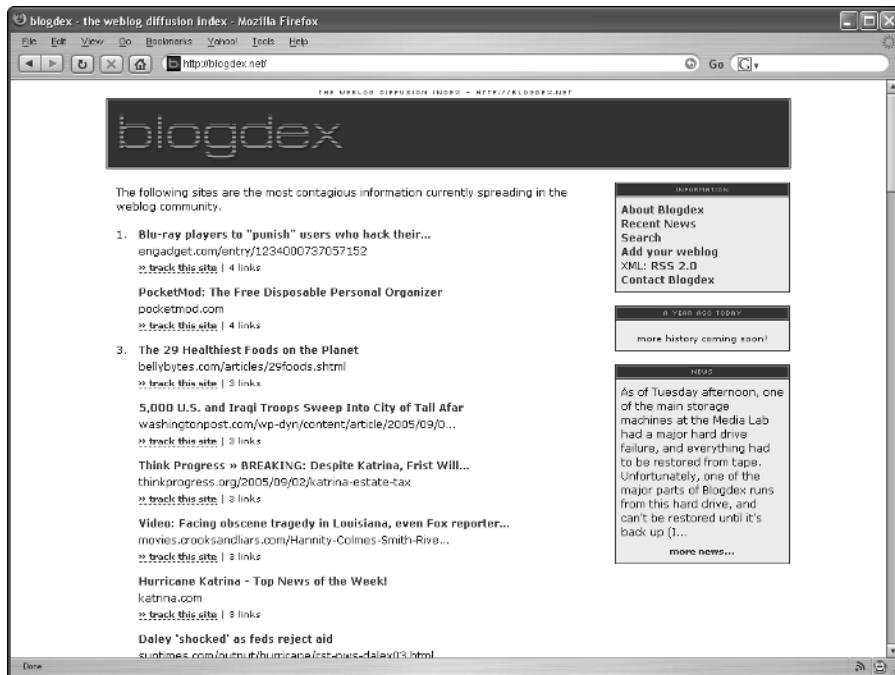 blogdex - the weblog diffusion index - Mozilla Firefox
File Edit View Go Bookmarks Yahoo! Tools Help
http://blogdex.net/ Go
THE WEBLOG DIFFUSION INDEX - HTTP://BLOGDEX.NET
blogdex
The following sites are the most contagious information currently spreading in the
weblog community.
1. Blu-ray players to "punish" users who hack their...
engadget.com/entry/1234000737057152
» track this site | 4 links
PocketMod: The Free Disposable Personal Organizer
pocketmod.com
» track this site | 4 links
3. The 29 Healthiest Foods on the Planet
bellybytes.com/articles/29foods.shtml
» track this site | 3 links
5,000 U.S. and Iraqi Troops Sweep Into City of Tall Afar
washingtonpost.com/wp-dyn/content/article/2005/09/0...
» track this site | 3 links
Think Progress » BREAKING: Despite Katrina, Frist Will...
thinkprogress.org/2005/09/02/katrina-estate-tax
» track this site | 3 links
Video: Facing obscene tragedy in Louisiana, even Fox reporter...
movies.crooksandliars.com/Hannity-Colmes-Smith-Rive...
» track this site | 3 links
Hurricane Katrina - Top News of the Week!
katrina.com
» track this site | 3 links
Daley 'shocked' as feds reject aid
suntimes.com/output/hurricane/cst-nws-daley03.html
INFORMATION
About Blogdex
Recent News
Search
Add your weblog
XML: RSS 2.0
Contact Blogdex
A YEAR AGO TODAY
more history coming soon!
NEWS
As of Tuesday afternoon, one
of the main storage
machines at the Media Lab
had a major hard drive
failure, and everything had
to be restored from tape.
Unfortunately, one of the
major parts of Blogdex runs
from this hard drive, and
can't be restored until it's
back up (I...
more news...
Done